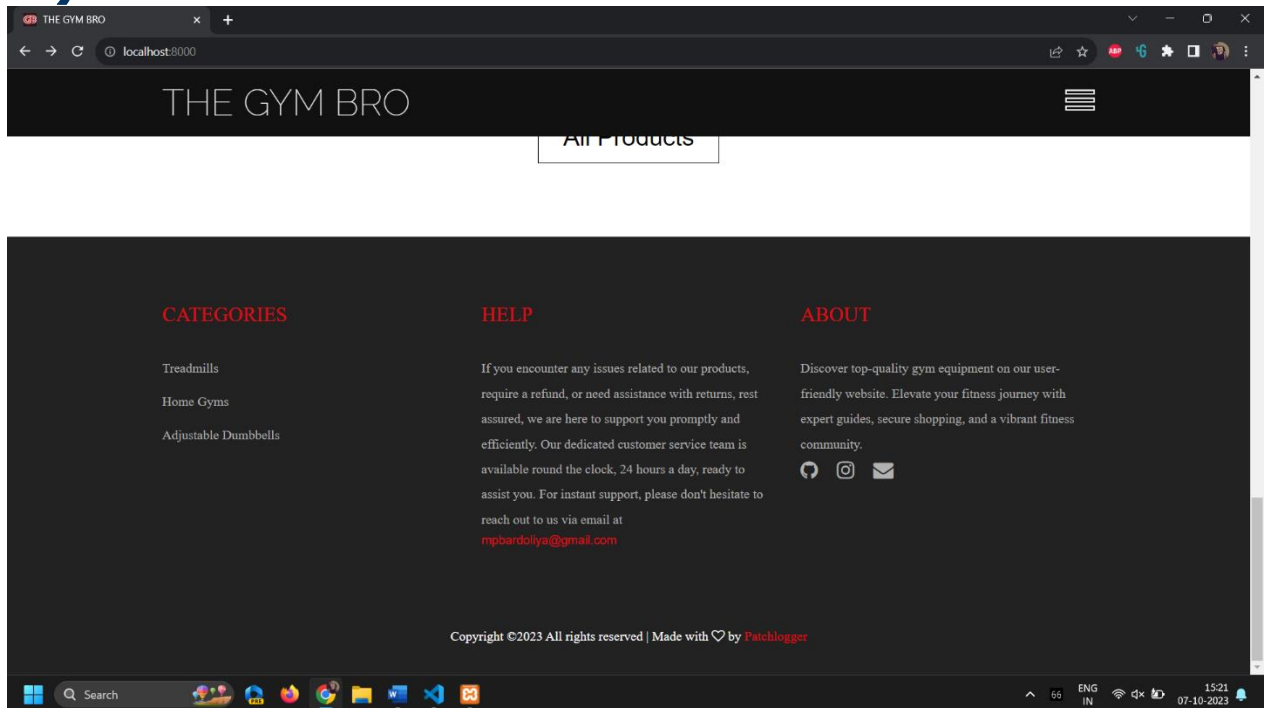 THE GYM BRO
localhost:8000
ABP
THE GYM BRO
All Products
CATEGORIES
Treadmills
Home Gyms
Adjustable Dumbbells
HELP
If you encounter any issues related to our products,
require a refund, or need assistance with returns, rest
assured, we are here to support you promptly and
efficiently. Our dedicated customer service team is
available round the clock, 24 hours a day, ready to
assist you. For instant support, please don't hesitate to
reach out to us via email at
mpbardoliya@gmail.com
ABOUT
Discover top-quality gym equipment on our user-
friendly website. Elevate your fitness journey with
expert guides, secure shopping, and a vibrant fitness
community.
Copyright ©2023 All rights reserved | Made with ♡ by Patchlogger
Search
66
ENG
IN
15:21
07-10-2023